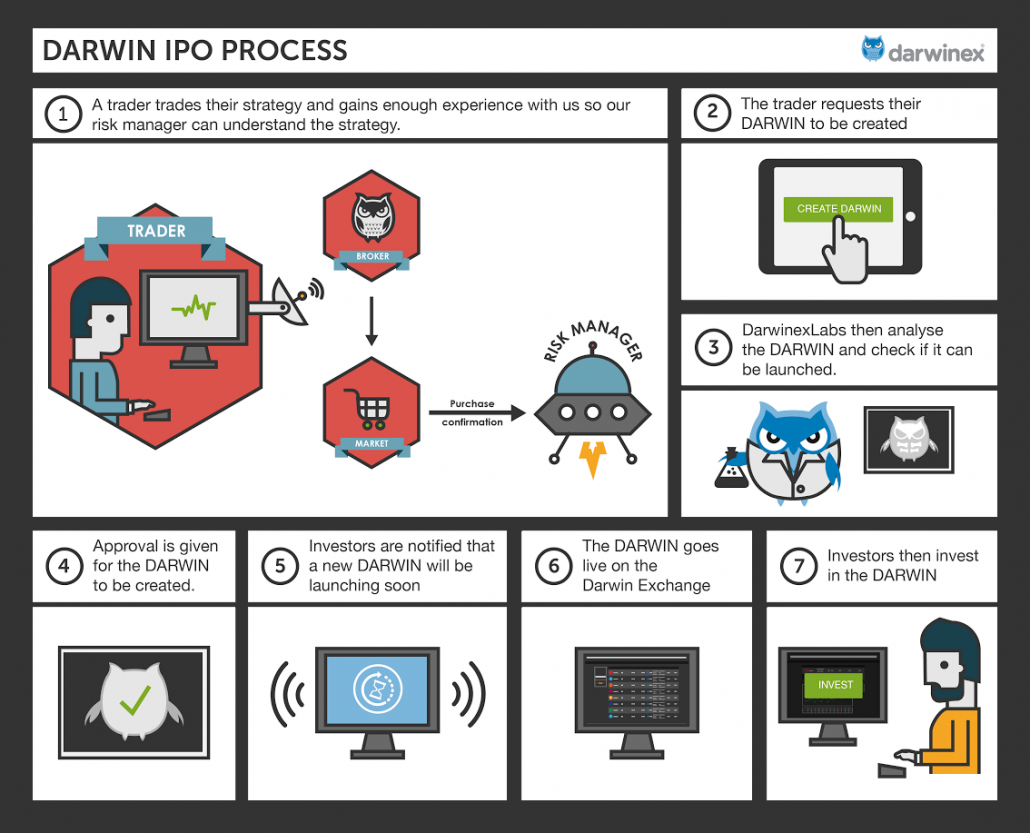 DARWIN IPO PROCESS
darwinex
1
A trader trades their strategy and gains enough experience with us so our
risk manager can understand the strategy.
TRADER
BROKER
MARKET
Purchase
confirmation
RISK MANAGER
2
The trader requests their
DARWIN to be created
CREATE DARWIN
3
DarwinexLabs then analyse
the DARWIN and check if it can
be launched.
4
Approval is given
for the DARWIN
to be created.
5
Investors are notified that
a new DARWIN will be
launching soon
6
The DARWIN goes
live on the
Darwin Exchange
7
Investors then invest
in the DARWIN
INVEST